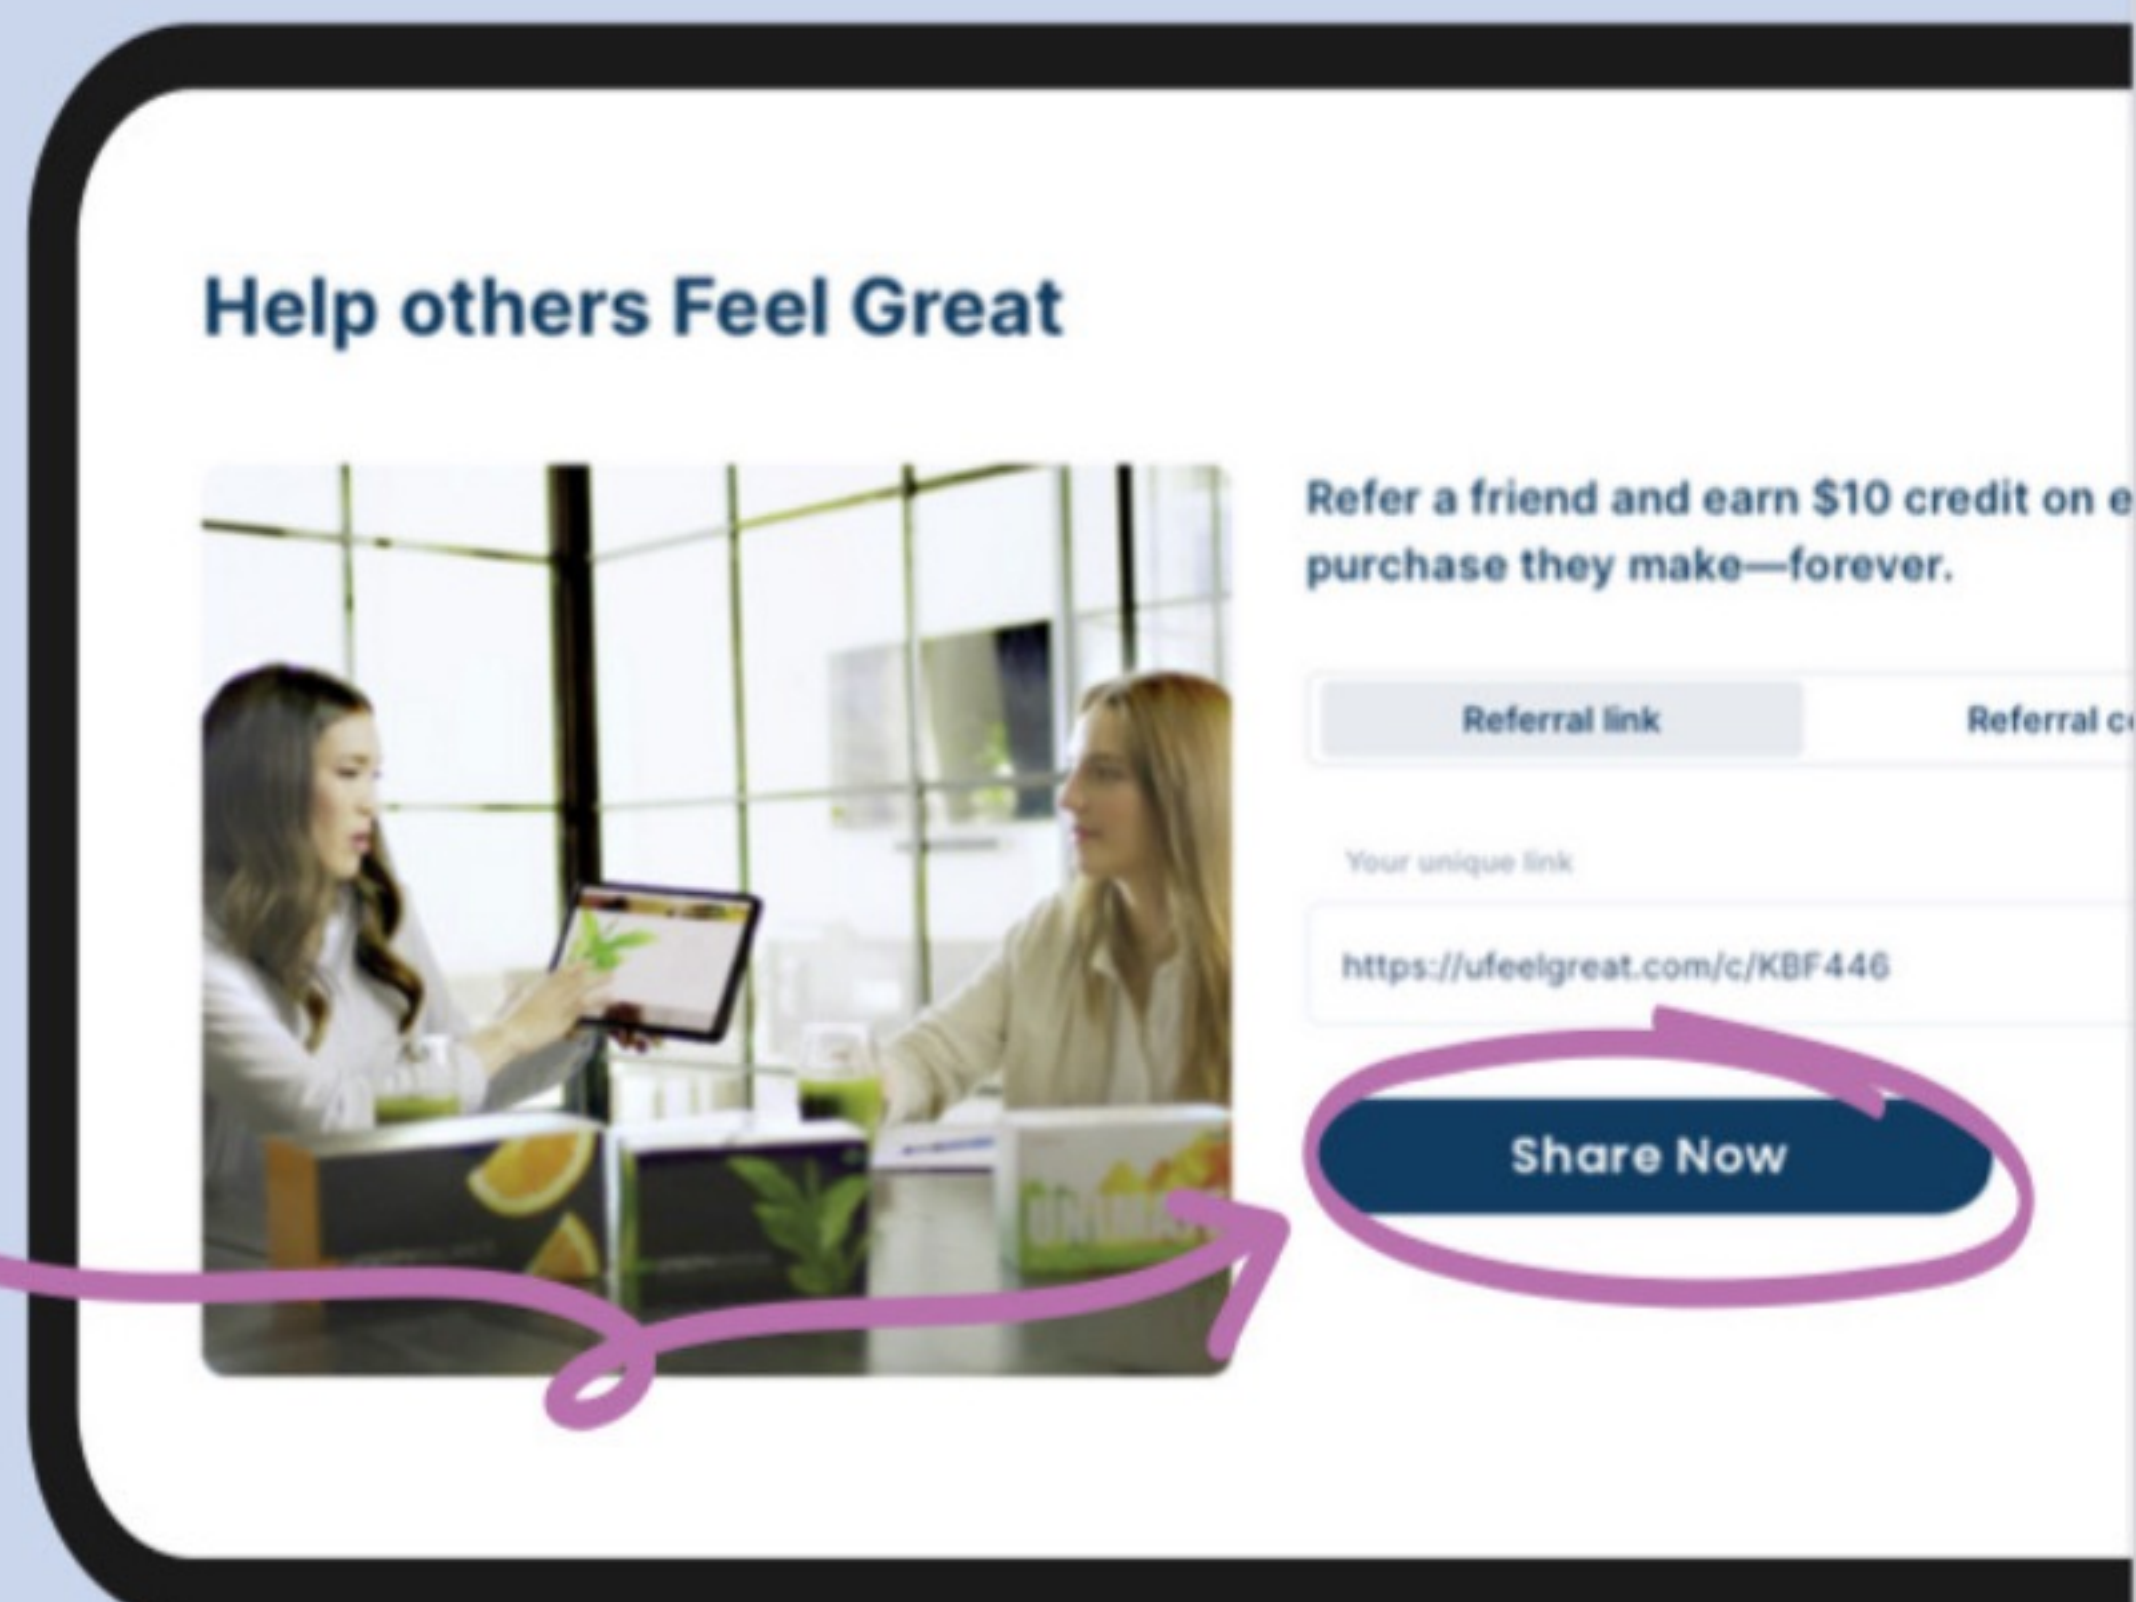 Help others Feel Great
Refer a friend and earn $10 credit on e
purchase they make—forever.
Referral link
Referral c
Your unique link
https://ufeelgreat.com/c/KBF446
Share Now
UNIMATE